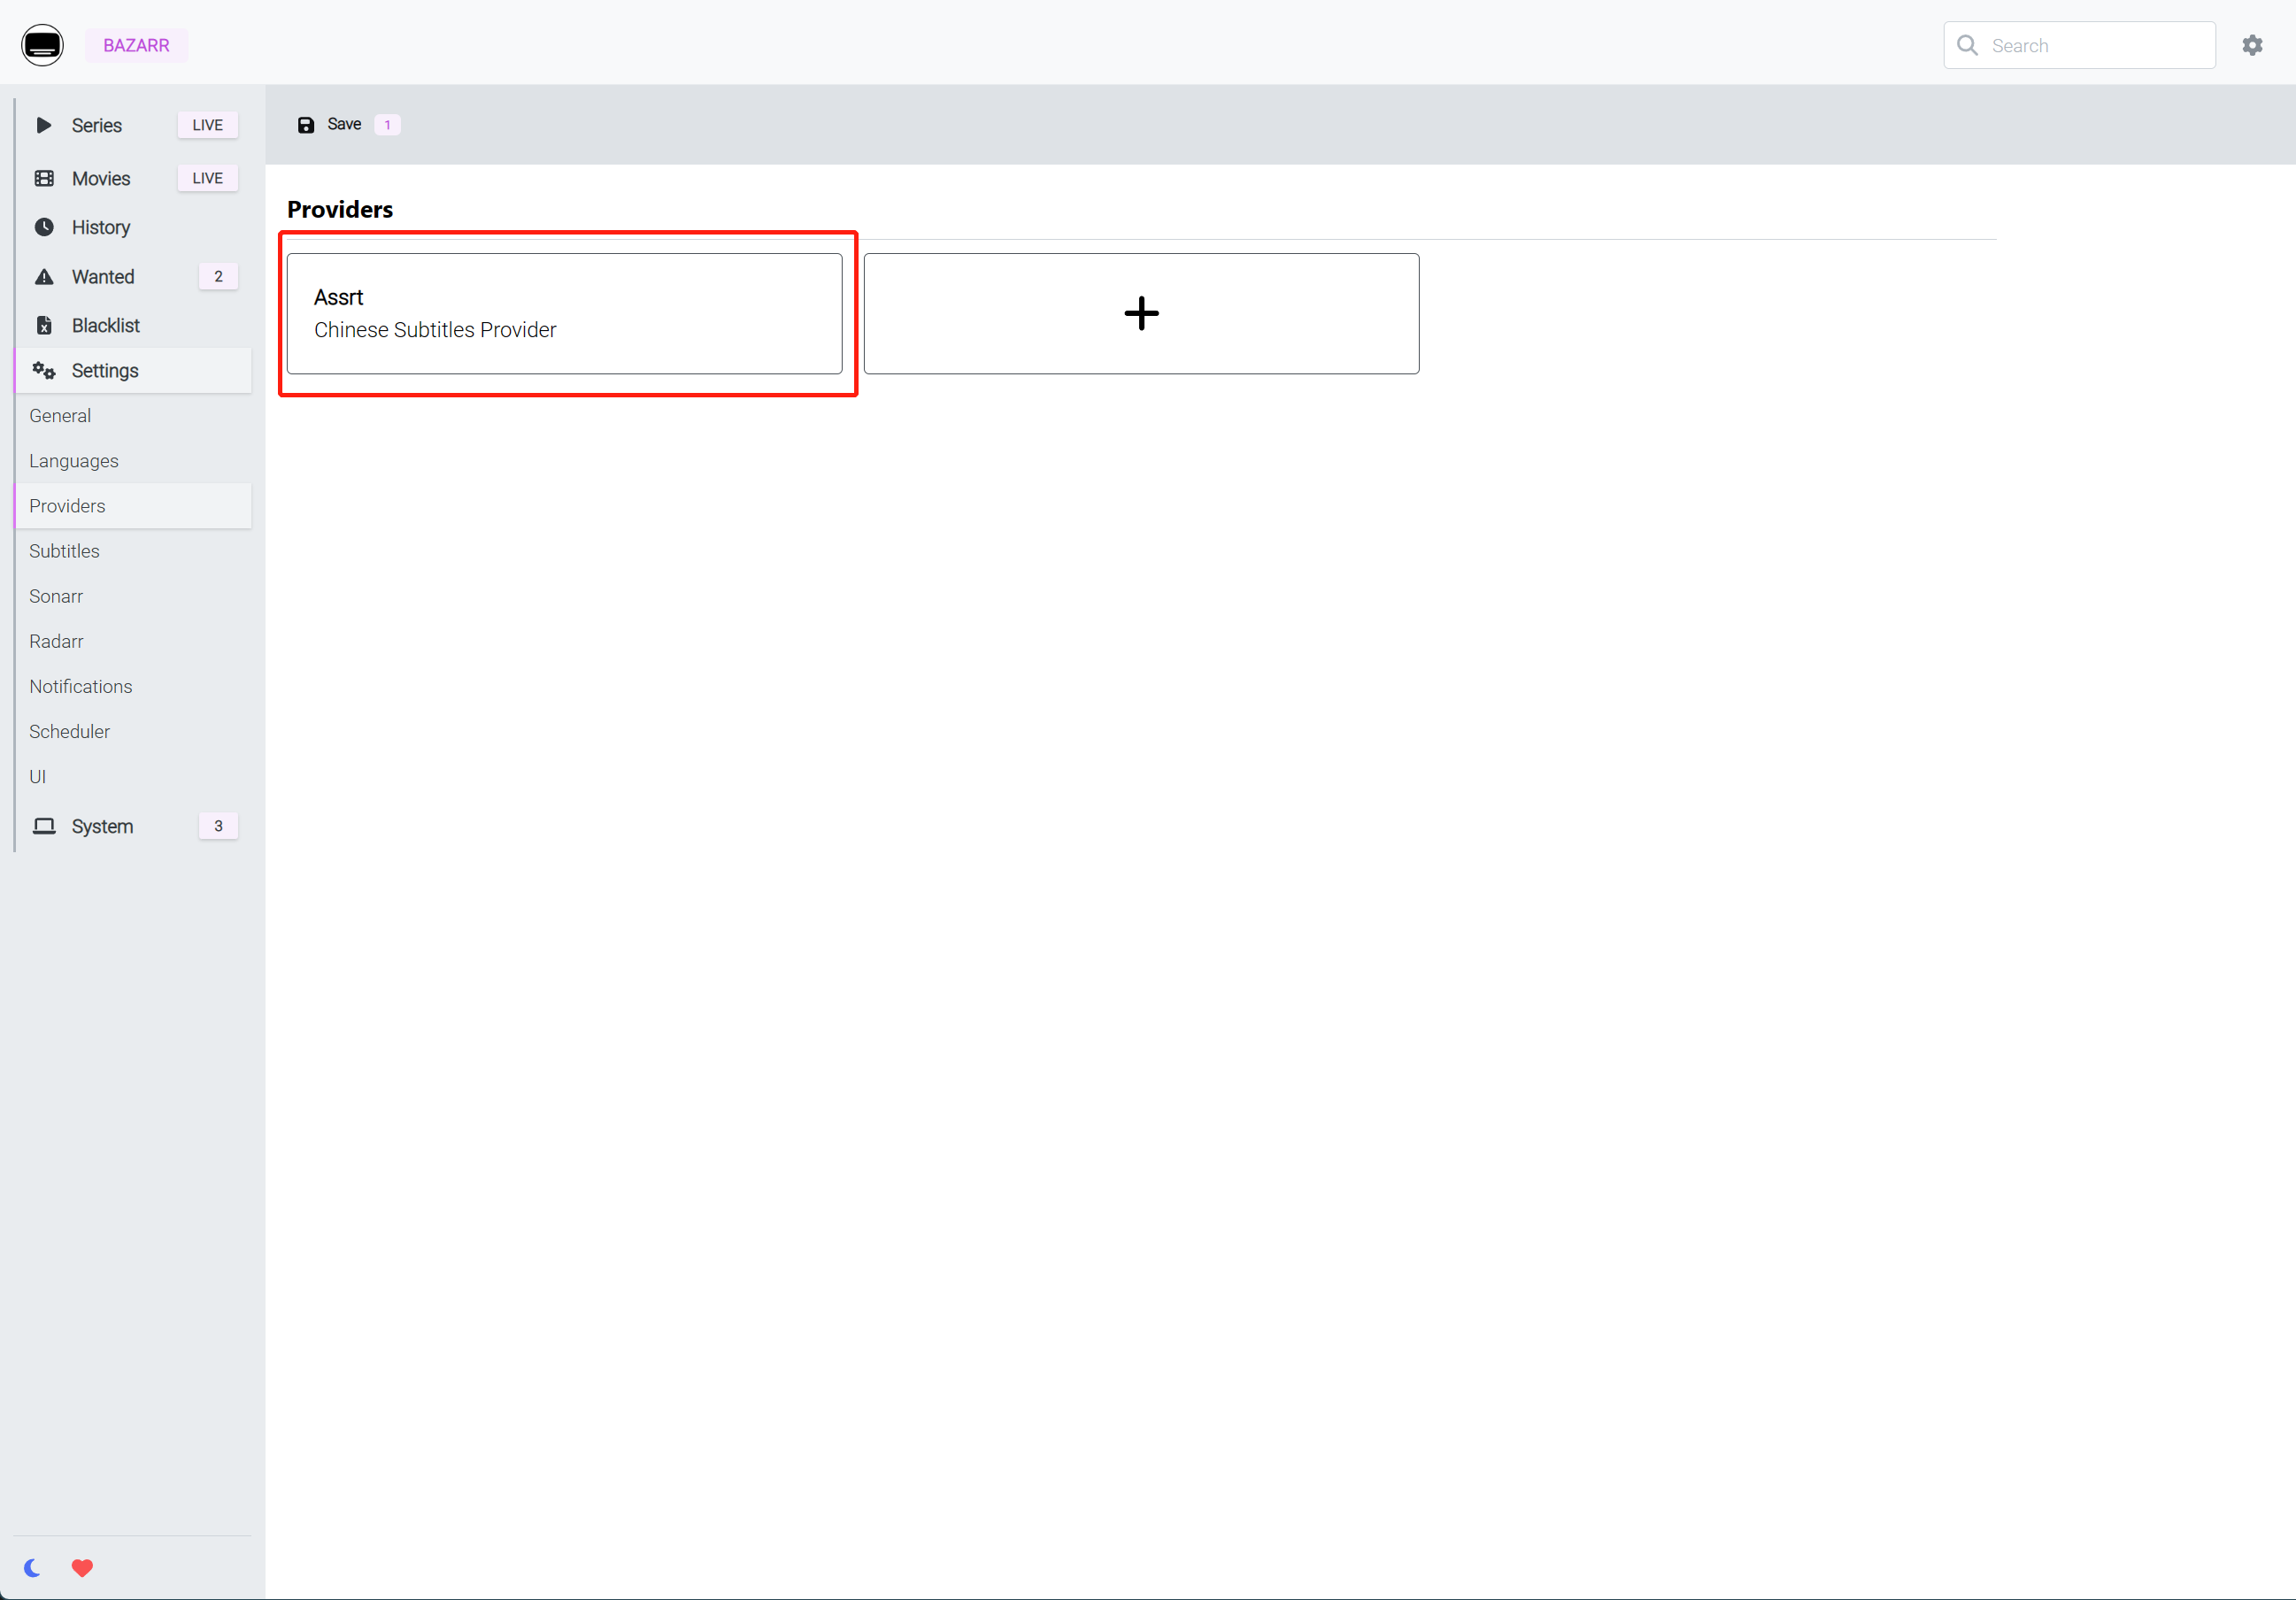 BAZARR
Search
Series LIVE
Movies LIVE
History
Wanted 2
Blacklist
Settings
General
Languages
Providers
Subtitles
Sonarr
Radarr
Notifications
Scheduler
UI
System 3
Save 1
Providers
Assrt
Chinese Subtitles Provider